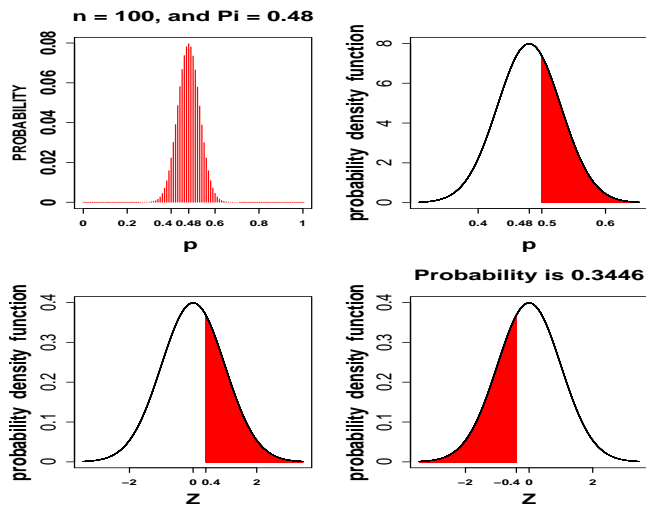 n = 100, and Pi = 0.48
PROBABILITY
0.08
0.04
0.02
0
0 0.2 0.4 0.48 0.6 0.8 1
p
probability density function
8
6
4
2
0
0.4 0.48 0.5 0.6
p
probability density function
0.4
0.3
0.2
0.1
0
−2 0 0.4 2
Z
Probability is 0.3446
probability density function
0.4
0.3
0.2
0.1
0
−2 −0.4 0 2
Z